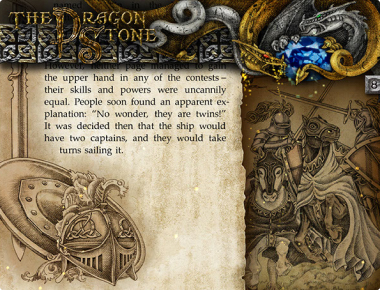 THE DRAGON
STONE
the upper hand in any of the contests–
their skills and powers were uncannily
equal. People soon found an apparent ex-
planation: “No wonder, they are twins!”
It was decided then that the ship would
have two captains, and they would take
turns sailing it.
8